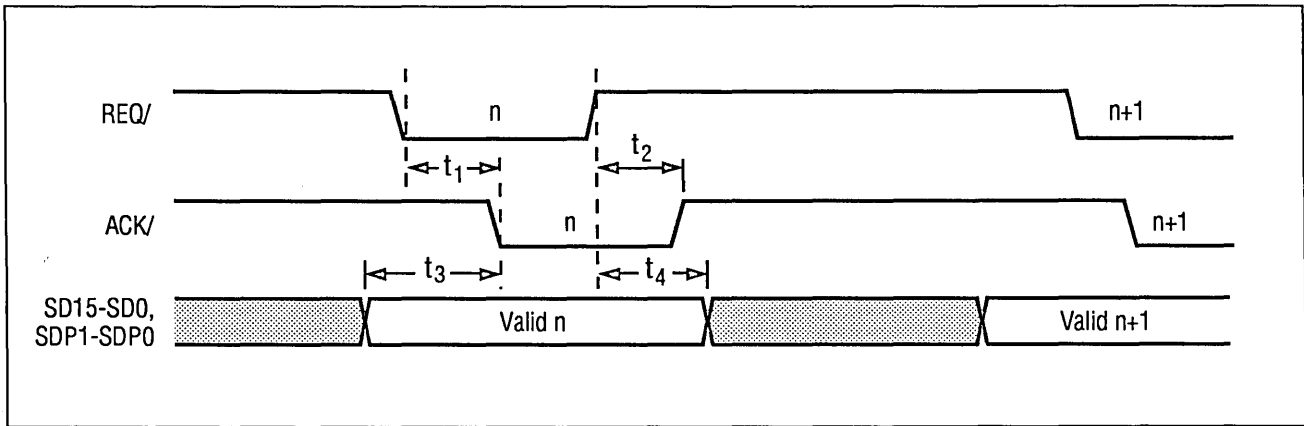 REQ/
n
n+1
t1
t2
ACK/
n
n+1
t3
t4
SD15-SD0,
SDP1-SDP0
Valid n
Valid n+1